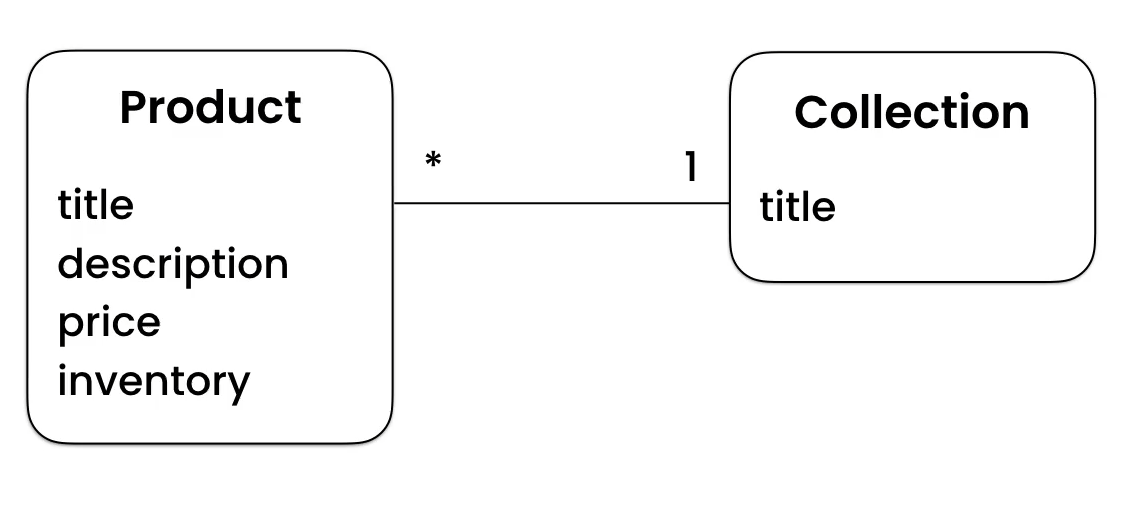 Product
title
description
price
inventory
*
1
Collection
title